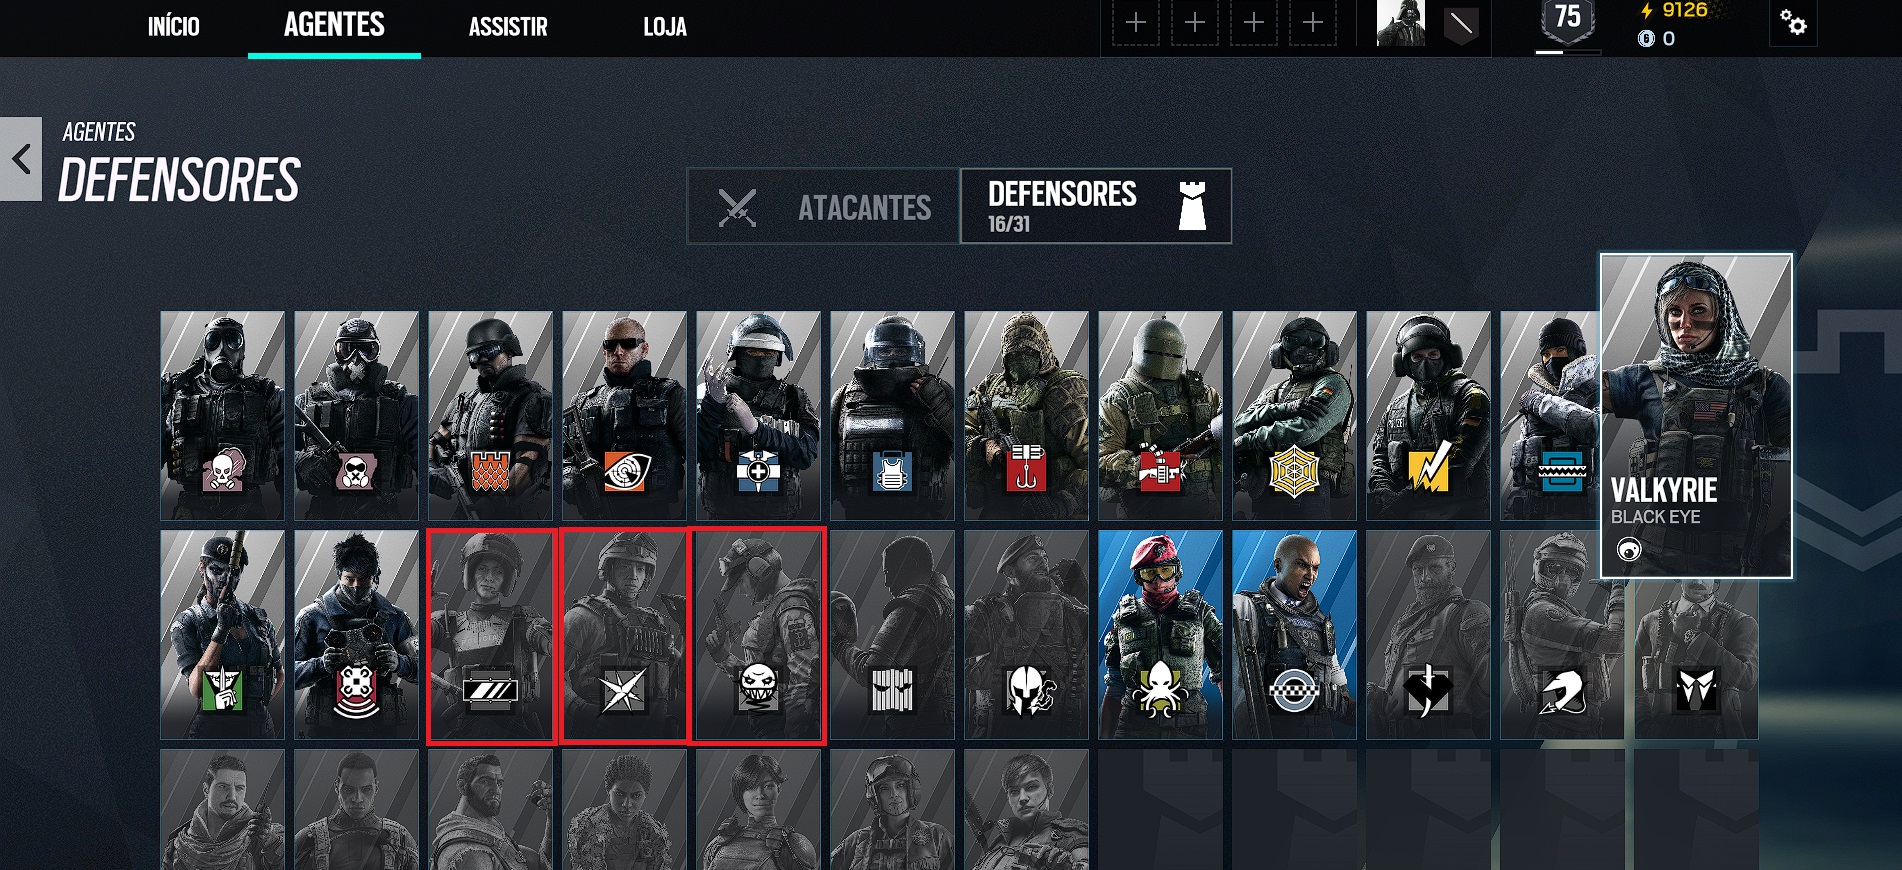 INÍCIO
AGENTES
ASSISTIR
LOJA
75
9126
0
AGENTES
DEFENSORES
ATACANTES
DEFENSORES
16/31
VALKYRIE
BLACK EYE